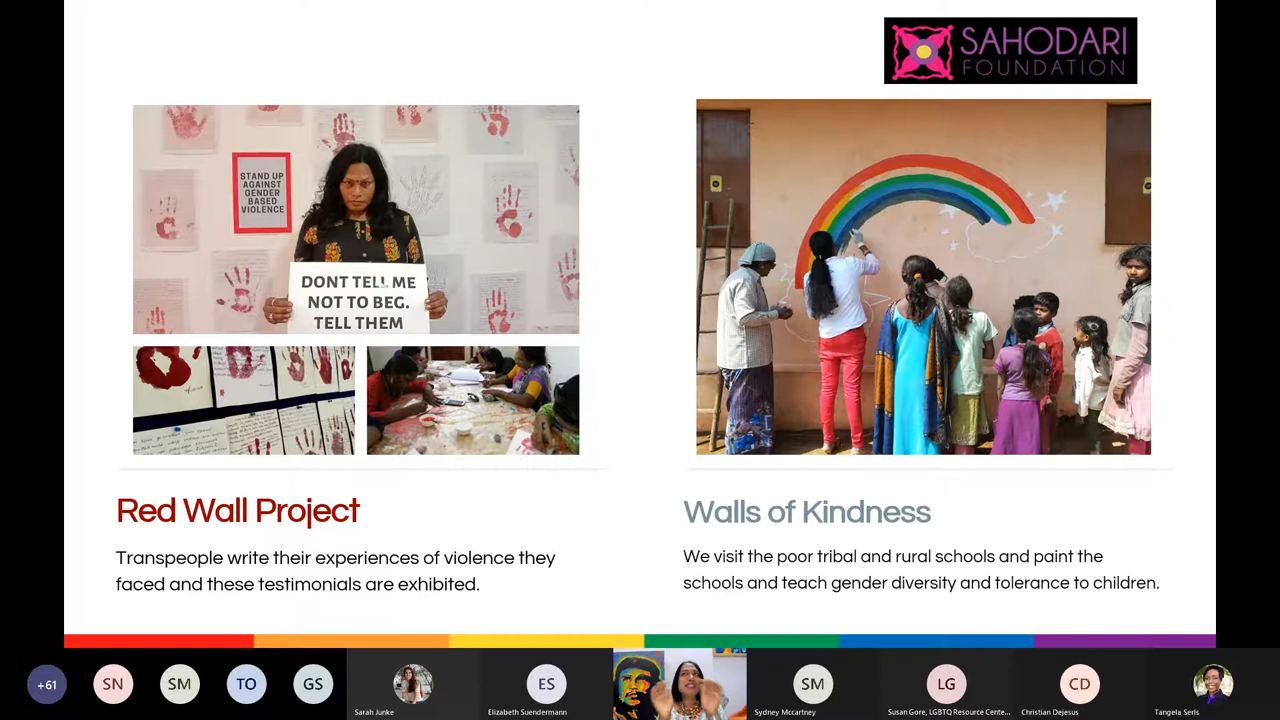 SAHODARI
FOUNDATION
STAND UP
AGAINST
GENDER
BASED
VIOLENCE
DONT TELL ME
NOT TO BEG.
TELL THEM
Red Wall Project
Transpeople write their experiences of violence they
faced and these testimonials are exhibited.
Walls of Kindness
We visit the poor tribal and rural schools and paint the
schools and teach gender diversity and tolerance to children.
+61
SN
SM
TO
GS
Sarah Junke
ES
Elizabeth Suendermann
SM
Sydney Mccartney
LG
Susan Gore, LGBTQ Resource Cente...
CD
Christian Dejesus
Tangela Serls